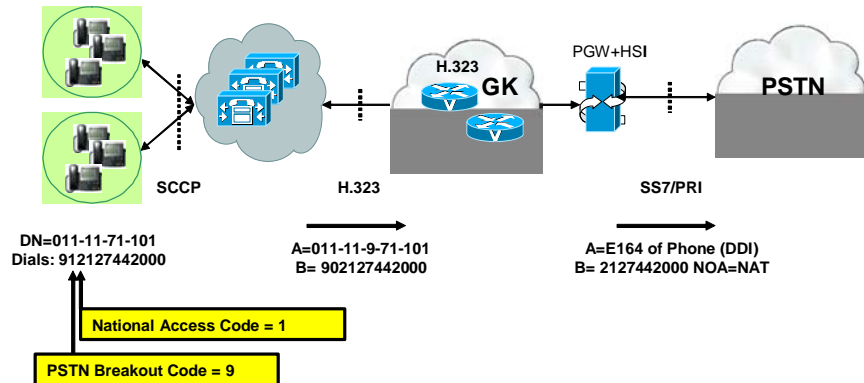 H.323
GK
PGW+HSI
PSTN
V
V
SCCP
H.323
SS7/PRI
DN=011-11-71-101
Dials: 912127442000
A=011-11-9-71-101
B= 902127442000
A=E164 of Phone (DDI)
B= 2127442000 NOA=NAT
National Access Code = 1
PSTN Breakout Code = 9